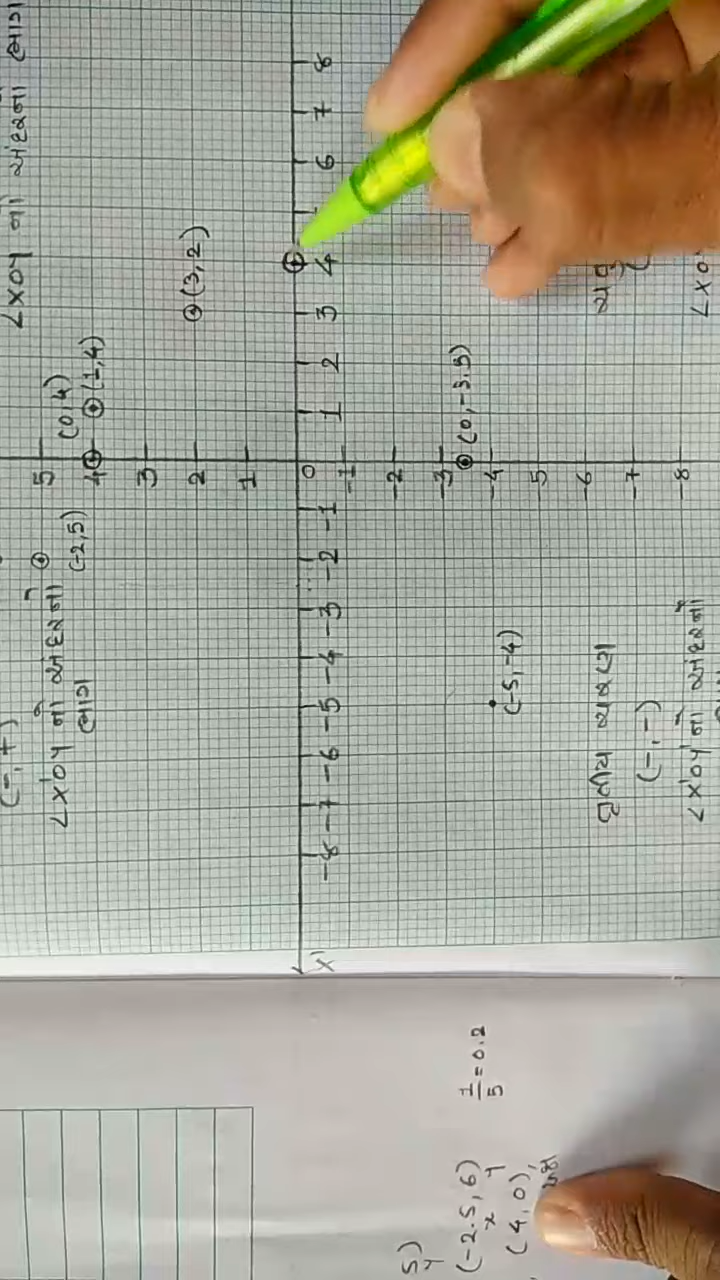 ∠XOY ની અંદરનો ભાગ
(-, +)
∠X'OY ની અંદરનો
ભાગ
(-2,5)
(0,4)
(1,4)
(3,2)
5
4
3
2
1
X'
-8 -7 -6 -5 -4 -3 -2 -1 0 1 2 3 4 6 7 8
-1
-2
-3
(0,-3.5)
-4
5
-6
-7
-8
(-5,-4)
તૃતીય ચરણ
(-,-)
∠X'OY' ની અંદરનો
∠XO
5)
(-2.5, 6)
x y
(4, 0),
1/5 = 0.2